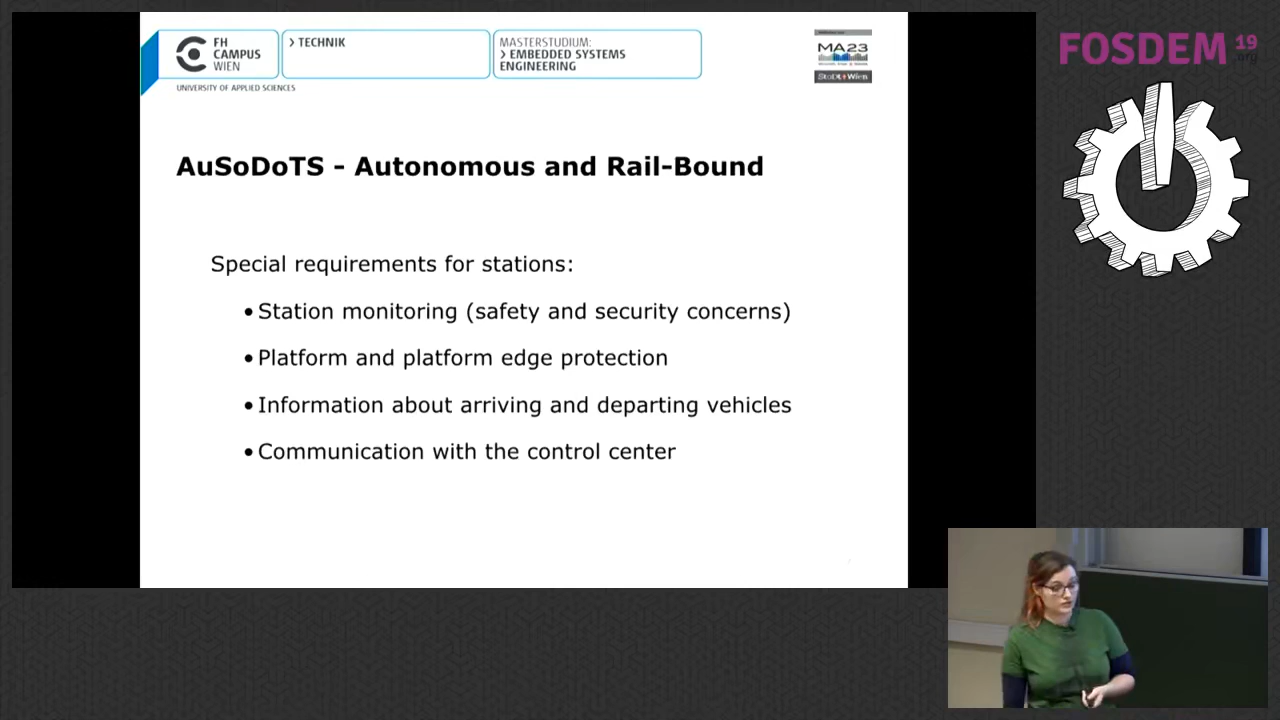 FH
CAMPUS
WIEN
UNIVERSITY OF APPLIED SCIENCES
> TECHNIK
MASTERSTUDIUM:
> EMBEDDED SYSTEMS
ENGINEERING
MA23
StaDt Wien
FOSDEM 19
.org
AuSoDoTS - Autonomous and Rail-Bound
Special requirements for stations:
• Station monitoring (safety and security concerns)
• Platform and platform edge protection
• Information about arriving and departing vehicles
• Communication with the control center